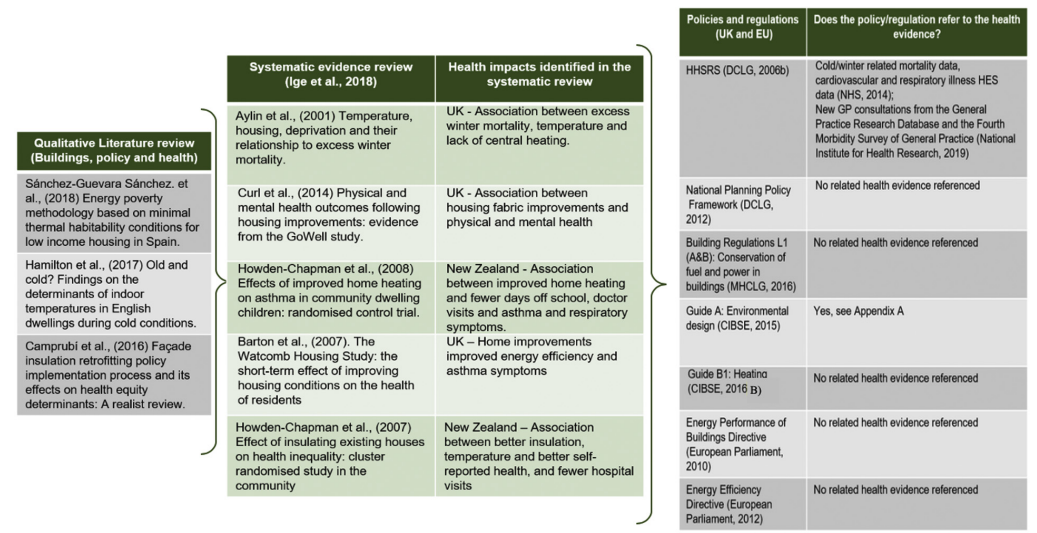 Qualitative Literature review
(Buildings, policy and health)
Sánchez-Guevara Sánchez. et
al., (2018) Energy poverty
methodology based on minimal
thermal habitability conditions for
low income housing in Spain.
Hamilton et al., (2017) Old and
cold? Findings on the
determinants of indoor
temperatures in English
dwellings during cold conditions.
Camprubí et al., (2016) Façade
insulation retrofitting policy
implementation process and its
effects on health equity
determinants: A realist review.
Systematic evidence review
(Ige et al., 2018)
Health impacts identified in the
systematic review
Aylin et al., (2001) Temperature,
housing, deprivation and their
relationship to excess winter
mortality.
UK - Association between excess
winter mortality, temperature and
lack of central heating.
Curl et al., (2014) Physical and
mental health outcomes following
housing improvements: evidence
from the GoWell study.
UK - Association between
housing fabric improvements and
physical and mental health
Howden-Chapman et al., (2008)
Effects of improved home heating
on asthma in community dwelling
children: randomised control trial.
New Zealand - Association
between improved home heating
and fewer days off school, doctor
visits and asthma and respiratory
symptoms.
Barton et al., (2007). The
Watcomb Housing Study: the
short-term effect of improving
housing conditions on the health
of residents
UK – Home improvements
improved energy efficiency and
asthma symptoms
Howden-Chapman et al., (2007)
Effect of insulating existing houses
on health inequality: cluster
randomised study in the
community
New Zealand – Association
between better insulation,
temperature and better self-
reported health, and fewer hospital
visits
Policies and regulations
(UK and EU)
Does the policy/regulation refer to the health
evidence?
HHSRS (DCLG, 2006b)
Cold/winter related mortality data,
cardiovascular and respiratory illness HES
data (NHS, 2014);
New GP consultations from the General
Practice Research Database and the Fourth
Morbidity Survey of General Practice (National
Institute for Health Research, 2019)
National Planning Policy
Framework (DCLG,
2012)
No related health evidence referenced
Building Regulations L1
(A&B): Conservation of
fuel and power in
buildings (MHCLG, 2016)
No related health evidence referenced
Guide A: Environmental
design (CIBSE, 2015)
Yes, see Appendix A
Guide B1: Heating
(CIBSE, 2016 B)
No related health evidence referenced
Energy Performance of
Buildings Directive
(European Parliament,
2010)
No related health evidence referenced
Energy Efficiency
Directive (European
Parliament, 2012)
No related health evidence referenced